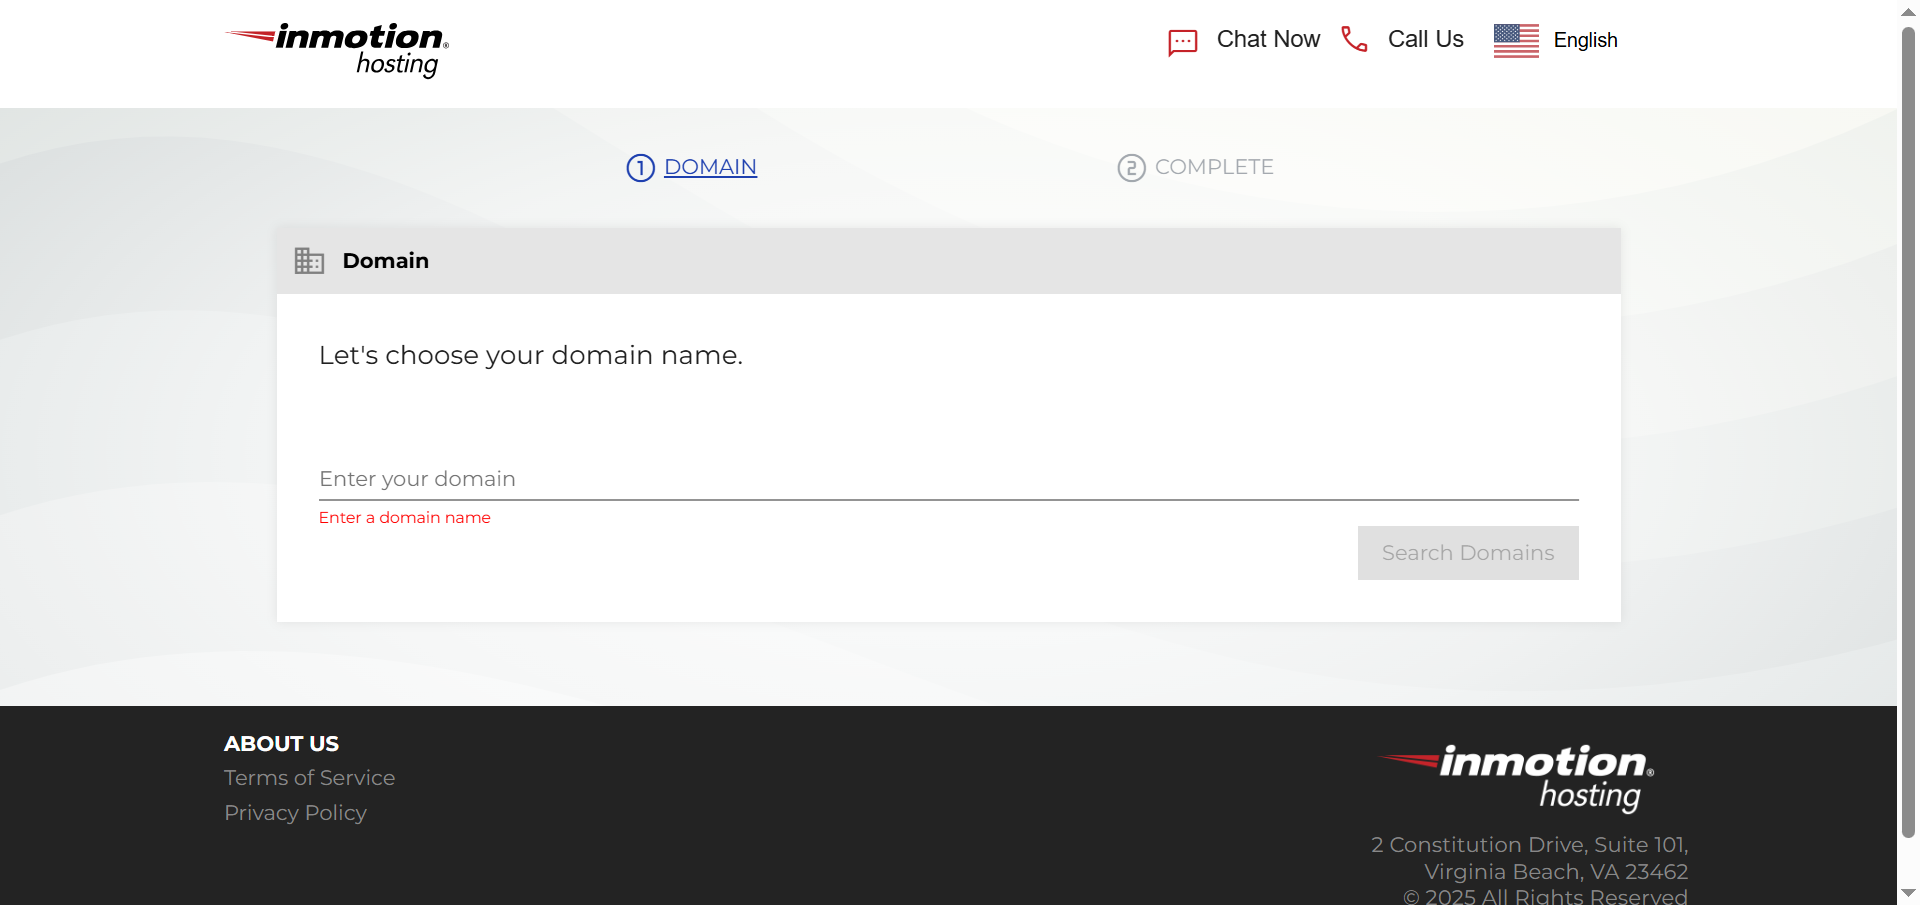 inmotion®
hosting
Chat Now
Call Us
English
1 DOMAIN
2 COMPLETE
Domain
Let's choose your domain name.
Enter your domain
Enter a domain name
Search Domains
ABOUT US
Terms of Service
Privacy Policy
inmotion®
hosting
2 Constitution Drive, Suite 101,
Virginia Beach, VA 23462
© 2025 All Rights Reserved